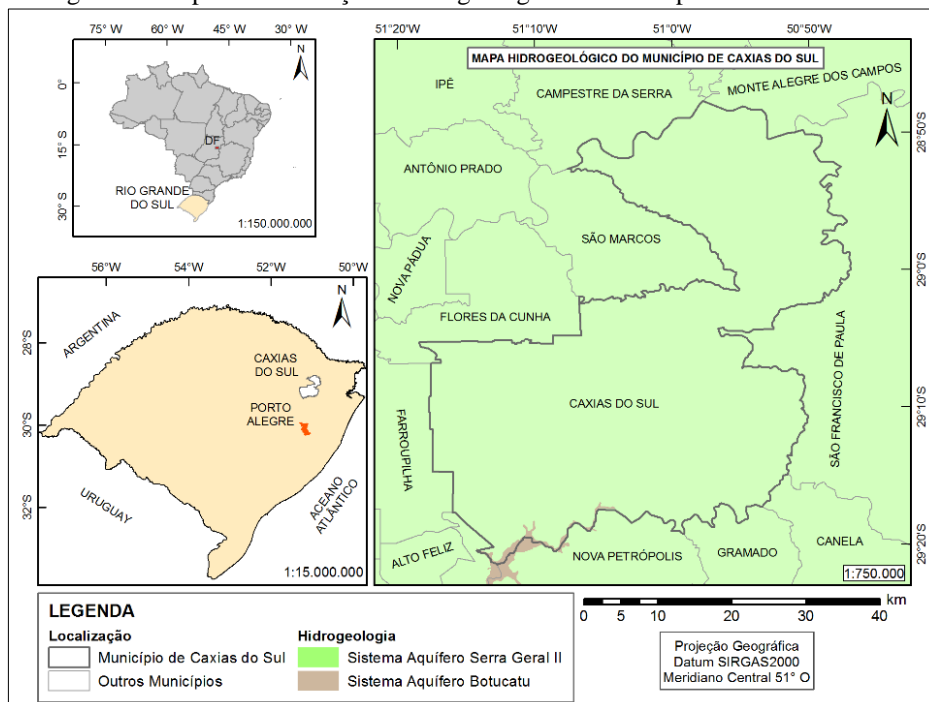 75°W 60°W 45°W 30°W
N
0°
15°S
30°S
DF
RIO GRANDE
DO SUL
1:150.000.000
56°W 54°W 52°W 50°W
N
28°S
30°S
32°S
ARGENTINA
CAXIAS
DO SUL
PORTO
ALEGRE
URUGUAY
ACEANO
ATLÂNTICO
1:15.000.000
51°20'W 51°10'W 51°0'W 50°50'W
MAPA HIDROGEOLÓGICO DO MUNICÍPIO DE CAXIAS DO SUL
IPÊ
CAMPESTRE DA SERRA
MONTE ALEGRE DOS CAMPOS
N
28°50'S
ANTÔNIO PRADO
SÃO MARCOS
NOVA PÁDUA
29°0'S
FLORES DA CUNHA
SÃO FRANCISCO DE PAULA
CAXIAS DO SUL
29°10'S
FARROUPILHA
ALTO FELIZ
NOVA PETRÓPOLIS
GRAMADO
CANELA
29°20'S
1:750.000
LEGENDA
Localização
Município de Caxias do Sul
Outros Municípios
Hidrogeologia
Sistema Aquífero Serra Geral II
Sistema Aquífero Botucatu
km
0 5 10 20 30 40
Projeção Geográfica
Datum SIRGAS2000
Meridiano Central 51° O